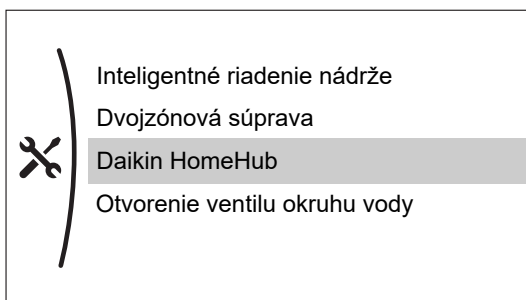 Inteligentné riadenie nádrže
Dvojzónová súprava
Daikin HomeHub
Otvorenie ventilu okruhu vody